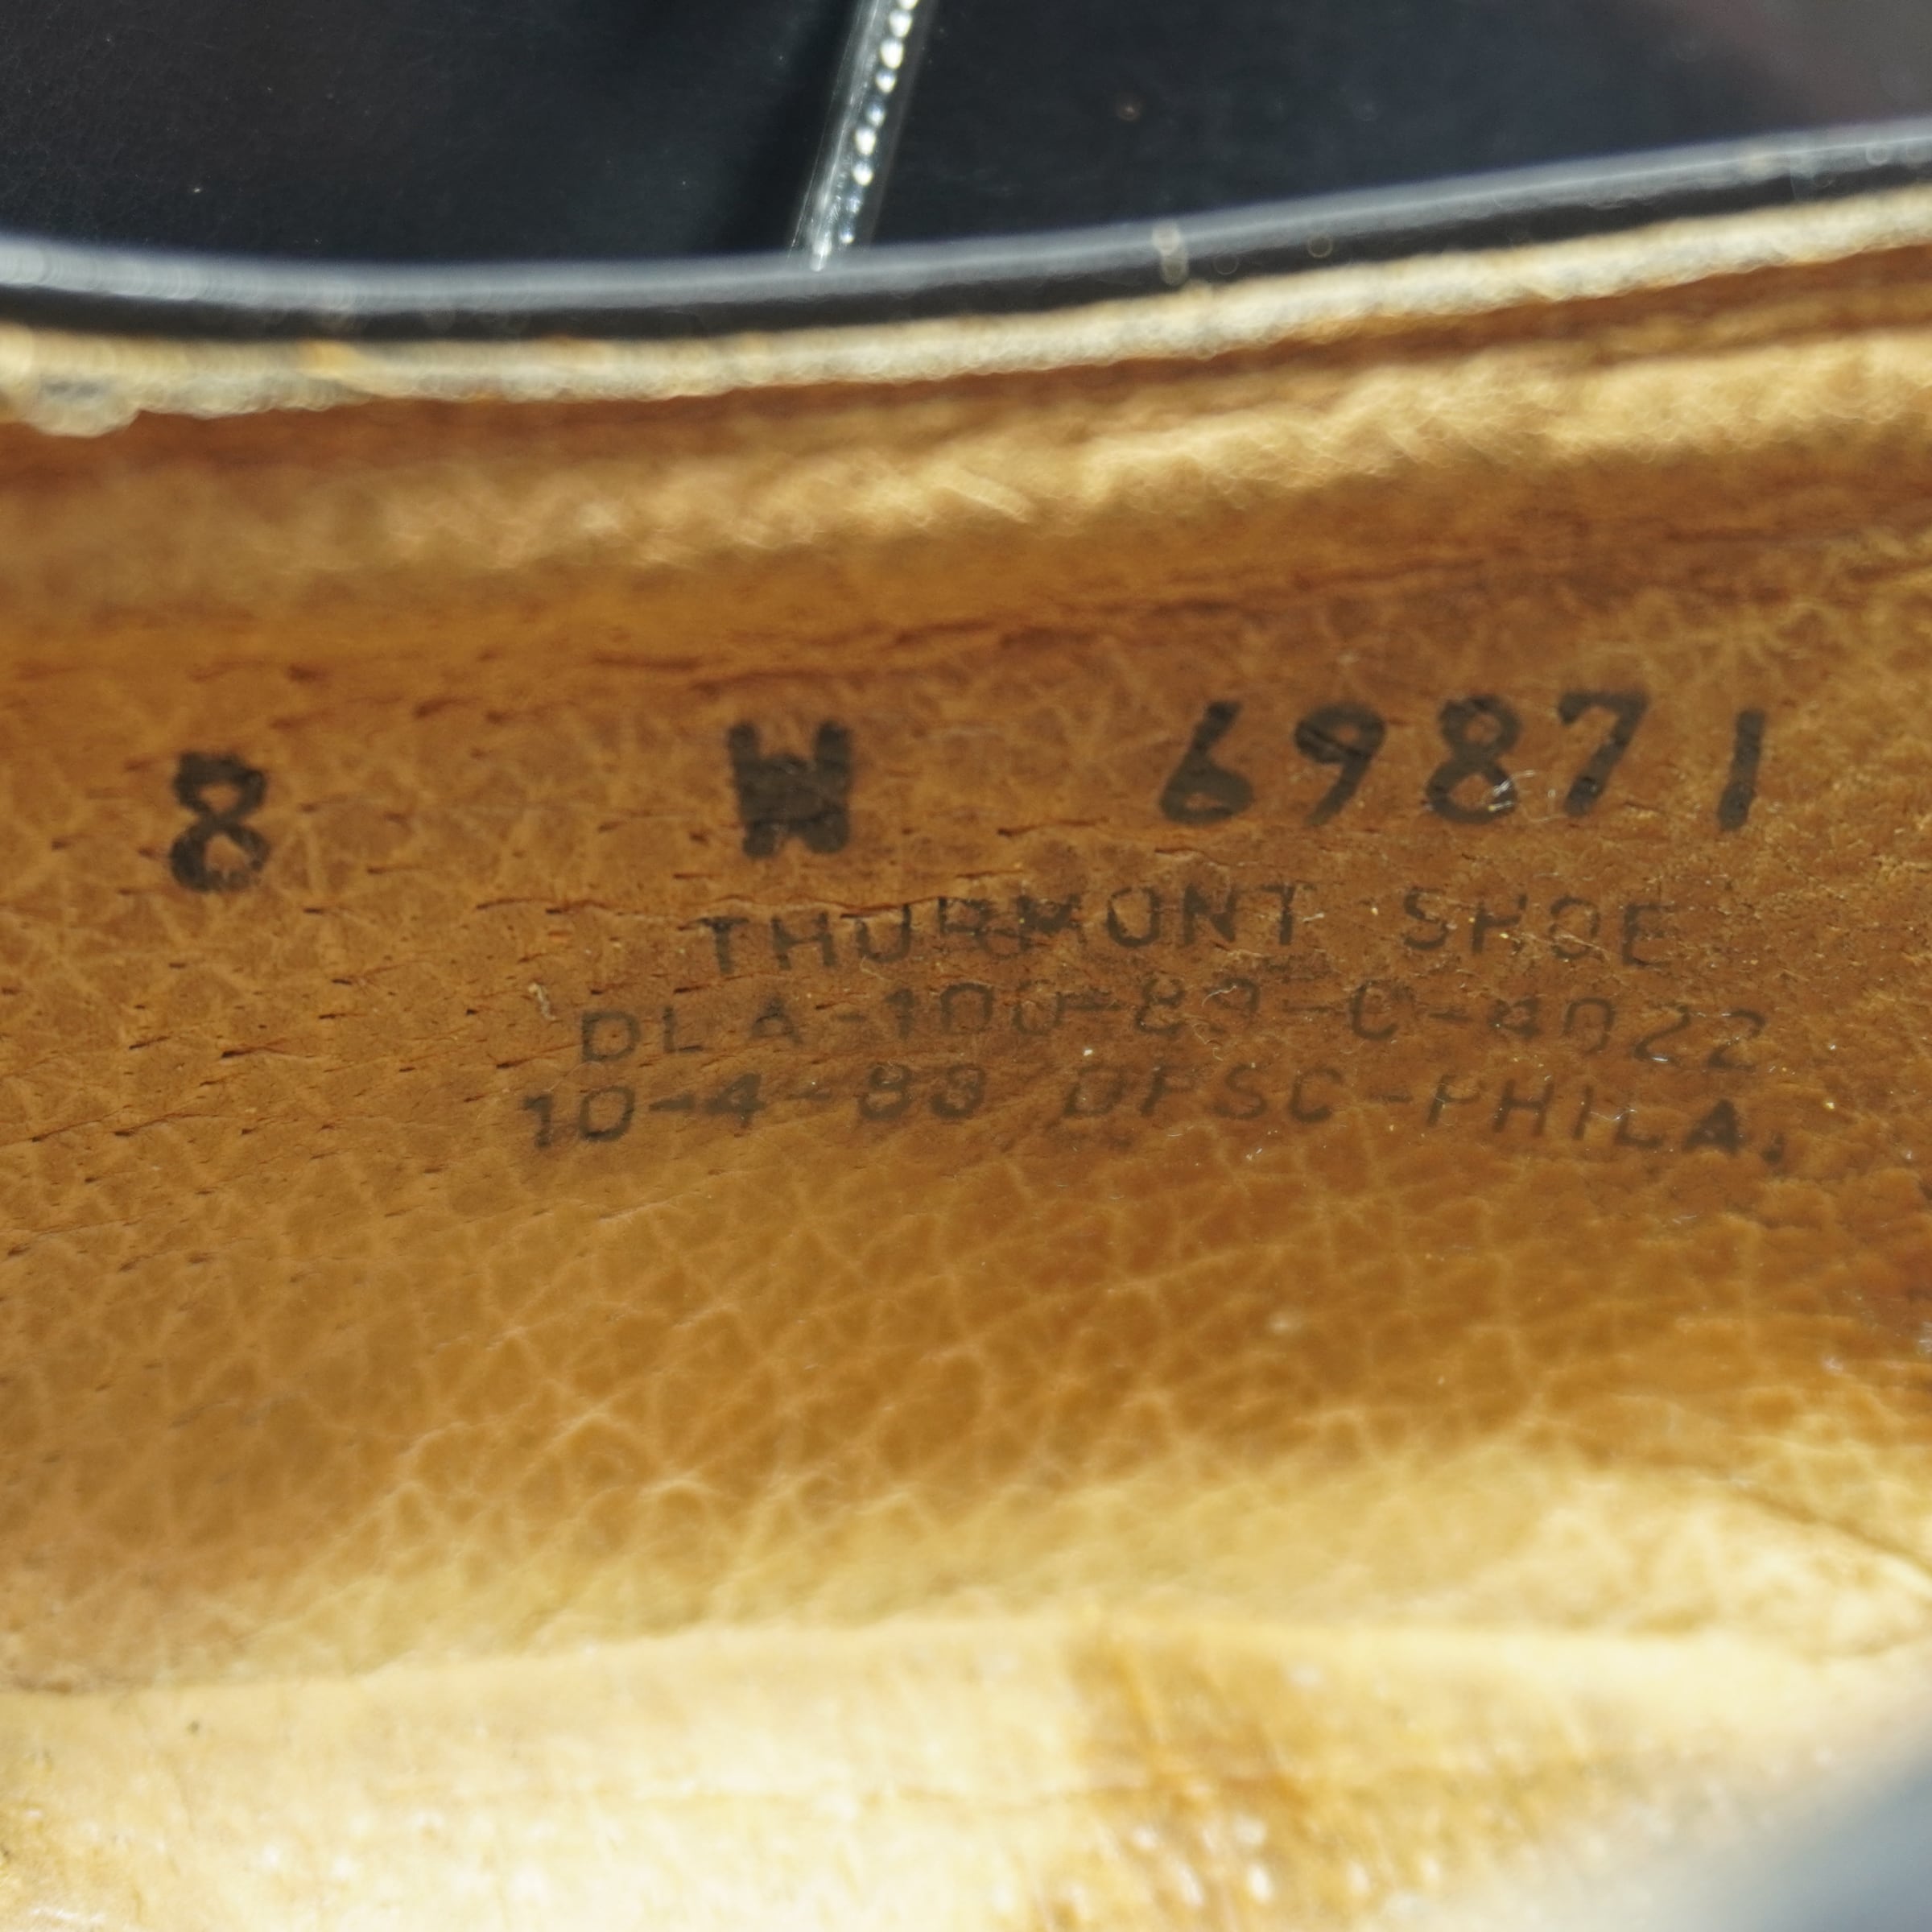 8 W 69871
THURMONT SHOE
DLA-100-83-C-4022
10-4-83 DPSC-PHILA.